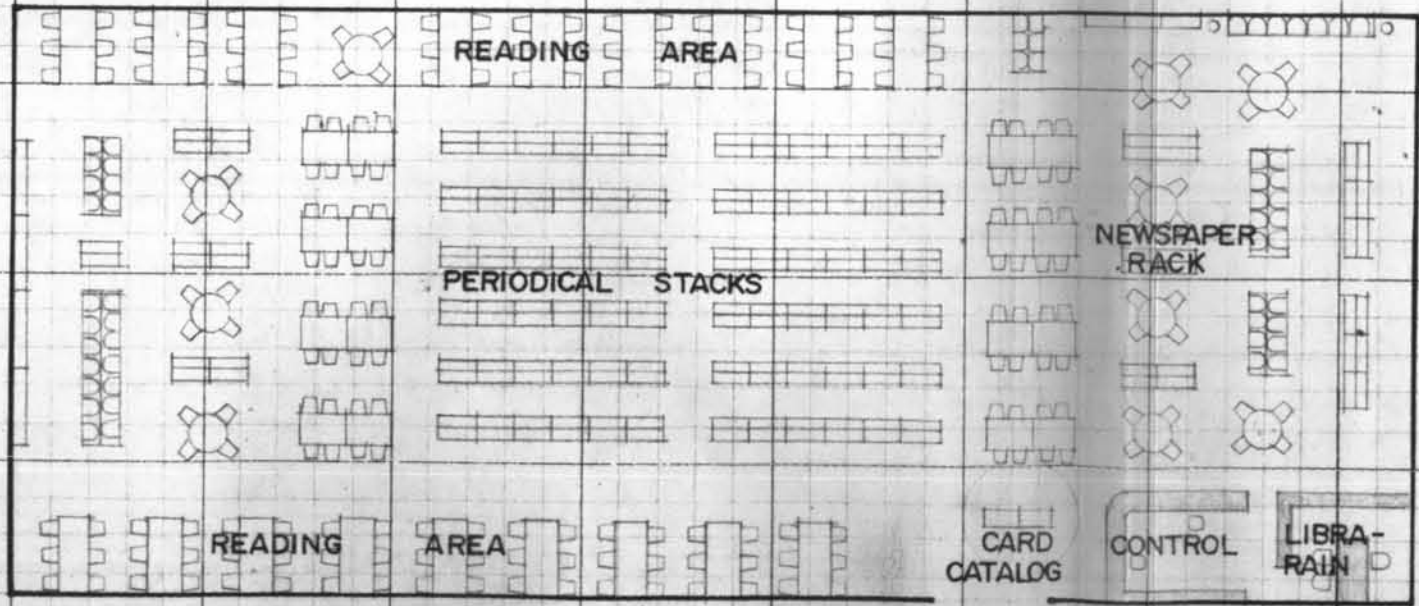 READING AREA
NEWSPAPER
RACK
PERIODICAL STACKS
READING AREA
CARD
CATALOG
CONTROL
LIBRA-
RAIN